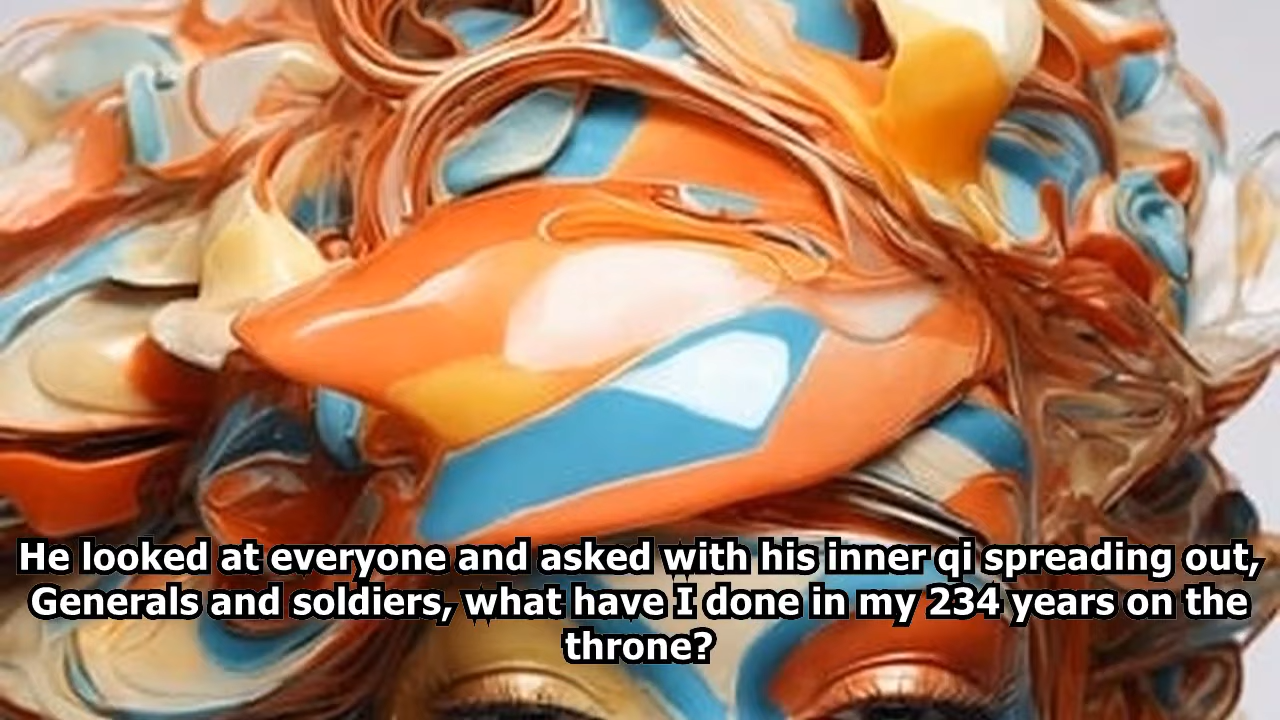 He looked at everyone and asked with his inner qi spreading out,
Generals and soldiers, what have I done in my 234 years on the
throne?